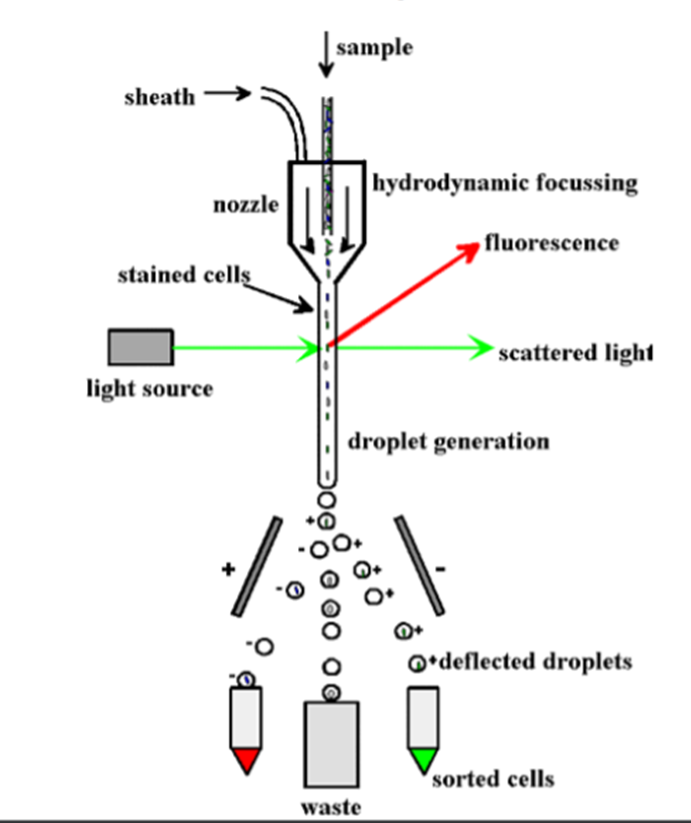 sample
sheath
hydrodynamic focussing
nozzle
fluorescence
stained cells
scattered light
light source
droplet generation
+
-
+
+
-
+
-
+
-
+
-
+deflected droplets
-
sorted cells
waste